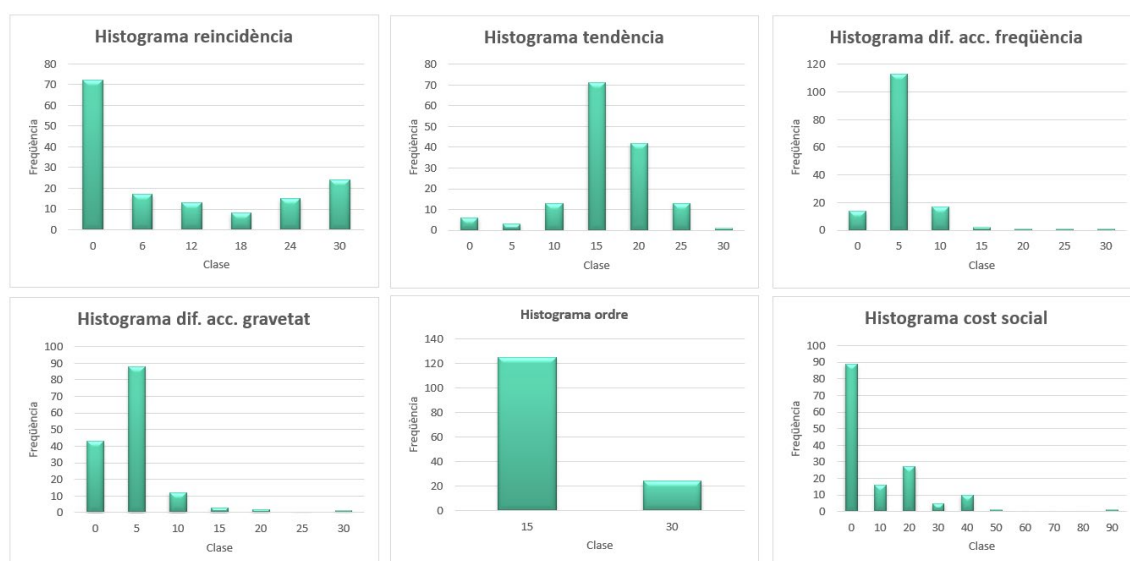 Histograma reincidència
80
70
60
50
40
30
20
10
0
Freqüència
0 6 12 18 24 30
Clase
Histograma tendència
80
70
60
50
40
30
20
10
0
Freqüència
0 5 10 15 20 25 30
Clase
Histograma dif. acc. freqüència
120
100
80
60
40
20
0
Freqüència
0 5 10 15 20 25 30
Clase
Histograma dif. acc. gravetat
100
90
80
70
60
50
40
30
20
10
0
Freqüència
0 5 10 15 20 25 30
Clase
Histograma ordre
140
120
100
80
60
40
20
0
Freqüència
15 30
Clase
Histograma cost social
100
90
80
70
60
50
40
30
20
10
0
Freqüència
0 10 20 30 40 50 60 70 80 90
Clase